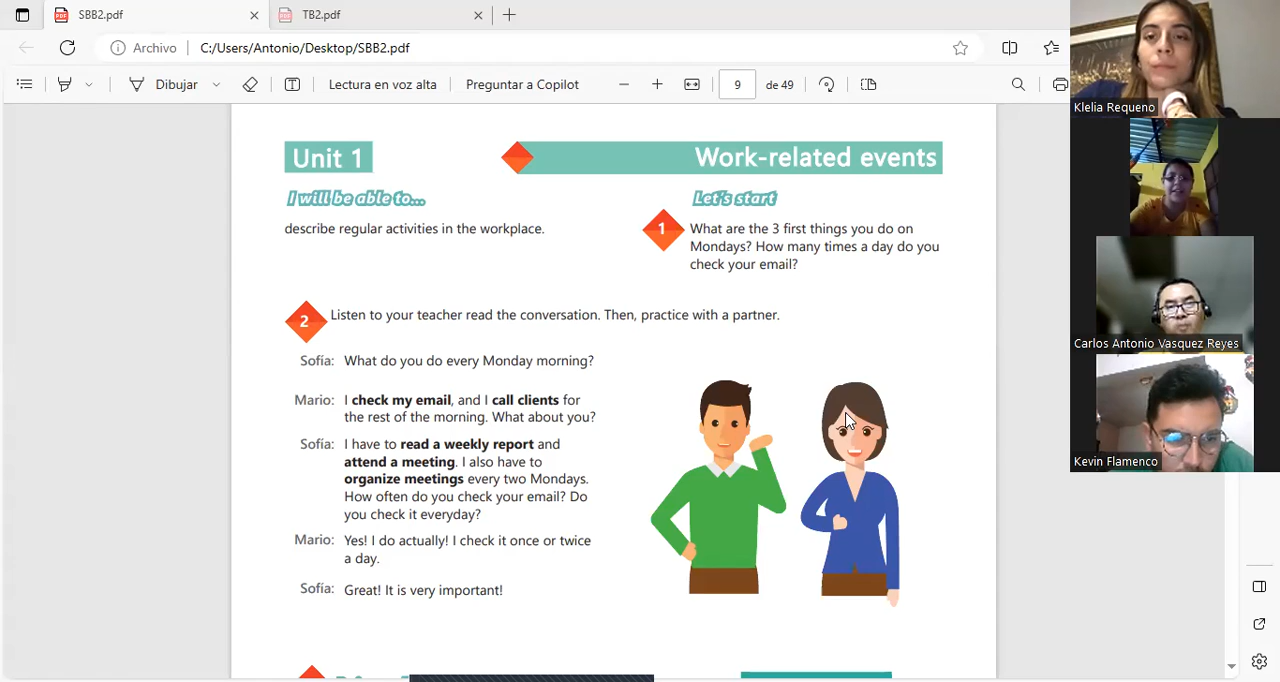 SBB2.pdf
TB2.pdf
Archivo
C:/Users/Antonio/Desktop/SBB2.pdf
Dibujar
Lectura en voz alta
Preguntar a Copilot
9
de 49
Unit 1
Work-related events
I will be able to...
describe regular activities in the workplace.
Let's start
1
What are the 3 first things you do on
Mondays? How many times a day do you
check your email?
2
Listen to your teacher read the conversation. Then, practice with a partner.
Sofía: What do you do every Monday morning?
Mario: I check my email, and I call clients for
the rest of the morning. What about you?
Sofía: I have to read a weekly report and
attend a meeting. I also have to
organize meetings every two Mondays.
How often do you check your email? Do
you check it everyday?
Mario: Yes! I do actually! I check it once or twice
a day.
Sofía: Great! It is very important!
Klelia Requeno
Carlos Antonio Vasquez Reyes
Kevin Flamenco